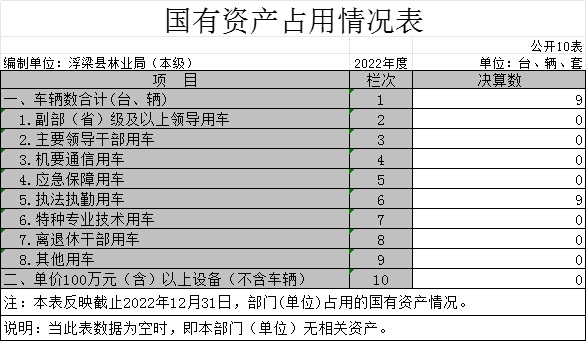 国有资产占用情况表
公开10表
编制单位：浮梁县林业局（本级） 2022年度 单位：台、辆、套
项 目 栏次 决算数
一、车辆数合计(台、辆) 1 9
1.副部（省）级及以上领导用车 2 0
2.主要领导干部用车 3 0
3.机要通信用车 4 0
4.应急保障用车 5 0
5.执法执勤用车 6 9
6.特种专业技术用车 7 0
7.离退休干部用车 8 0
8.其他用车 9 0
二、单价100万元（含）以上设备（不含车辆） 10 0
注：本表反映截止2022年12月31日，部门(单位)占用的国有资产情况。
说明：当此表数据为空时，即本部门（单位）无相关资产。